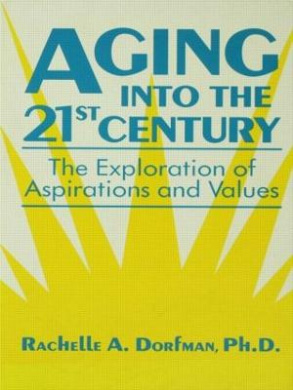 AGING
INTO THE
21ST CENTURY
The Exploration of
Aspirations and Values
RACHELLE A. DORFMAN, PH.D.